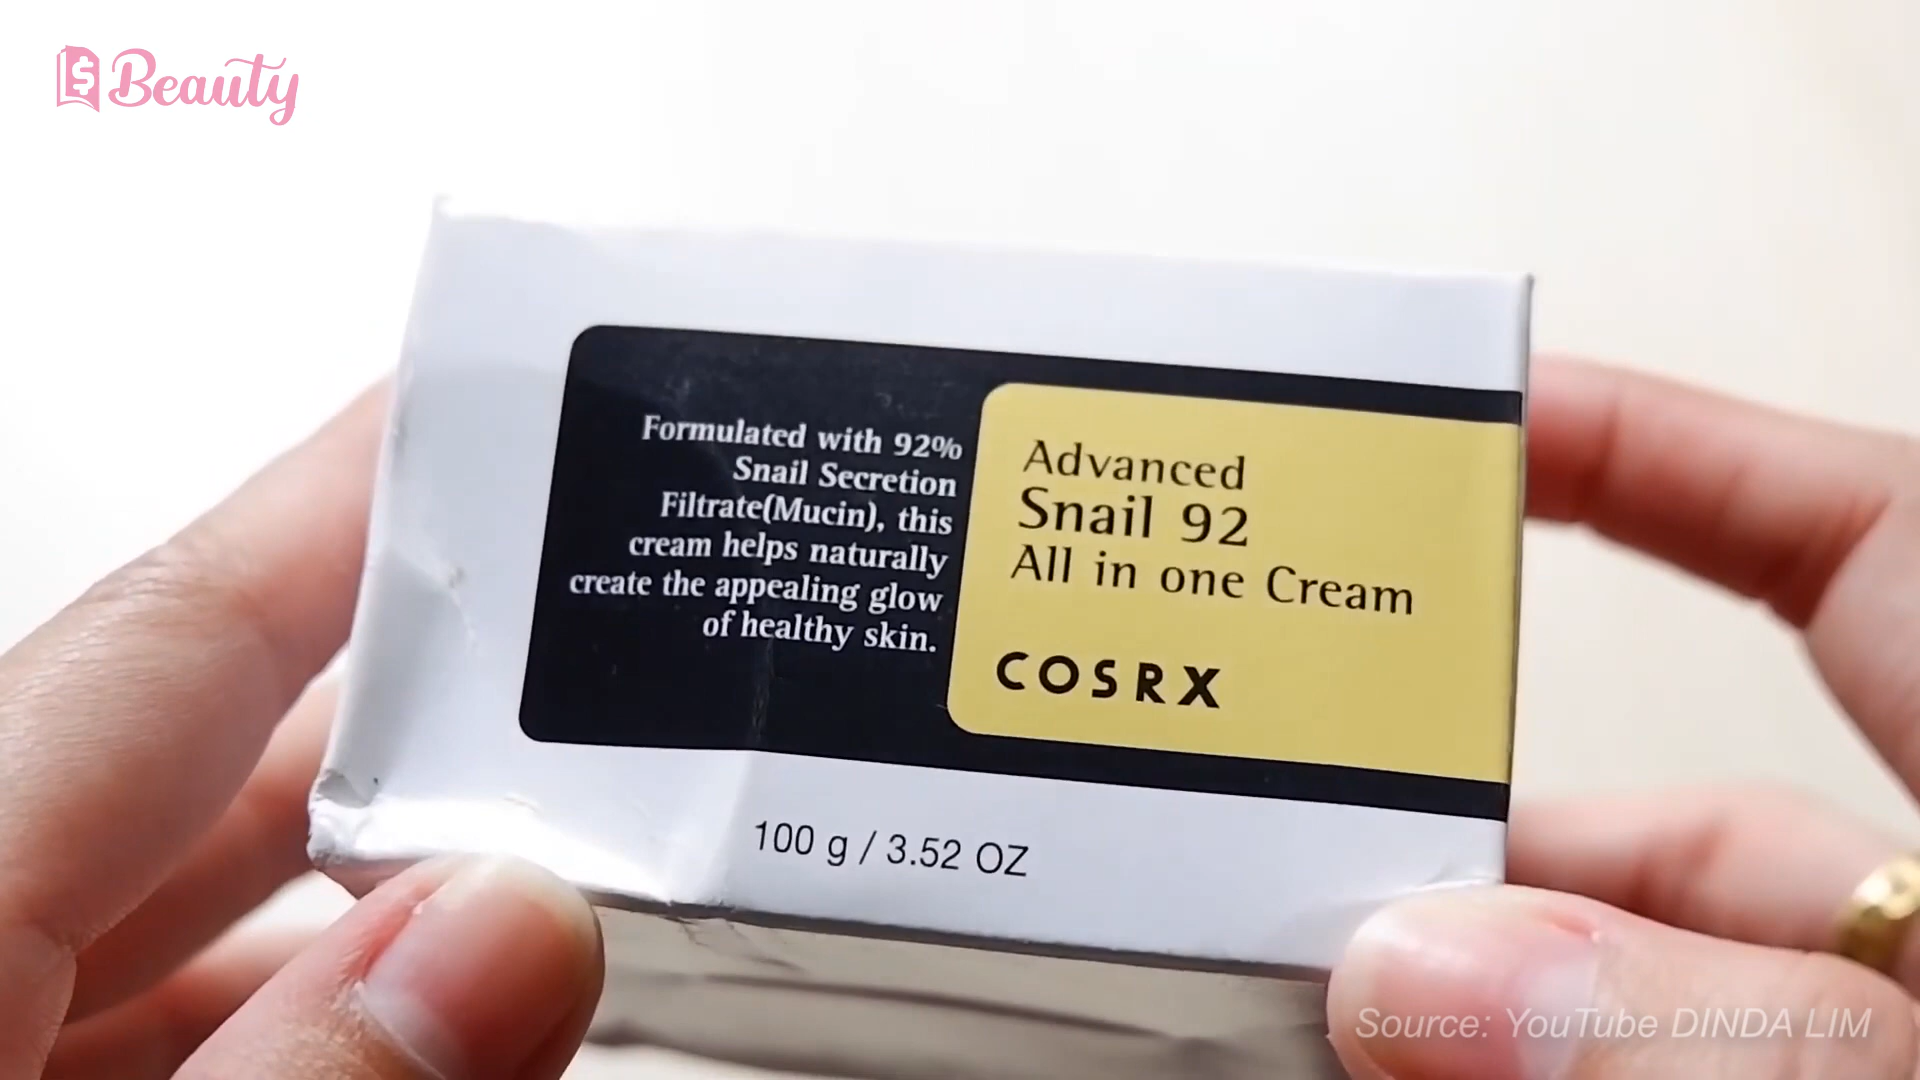 Beauty
Formulated with 92%
Snail Secretion
Filtrate(Mucin), this
cream helps naturally
create the appealing glow
of healthy skin.
Advanced
Snail 92
All in one Cream
COSRX
100 g / 3.52 OZ
Source: YouTube DINDA LIM